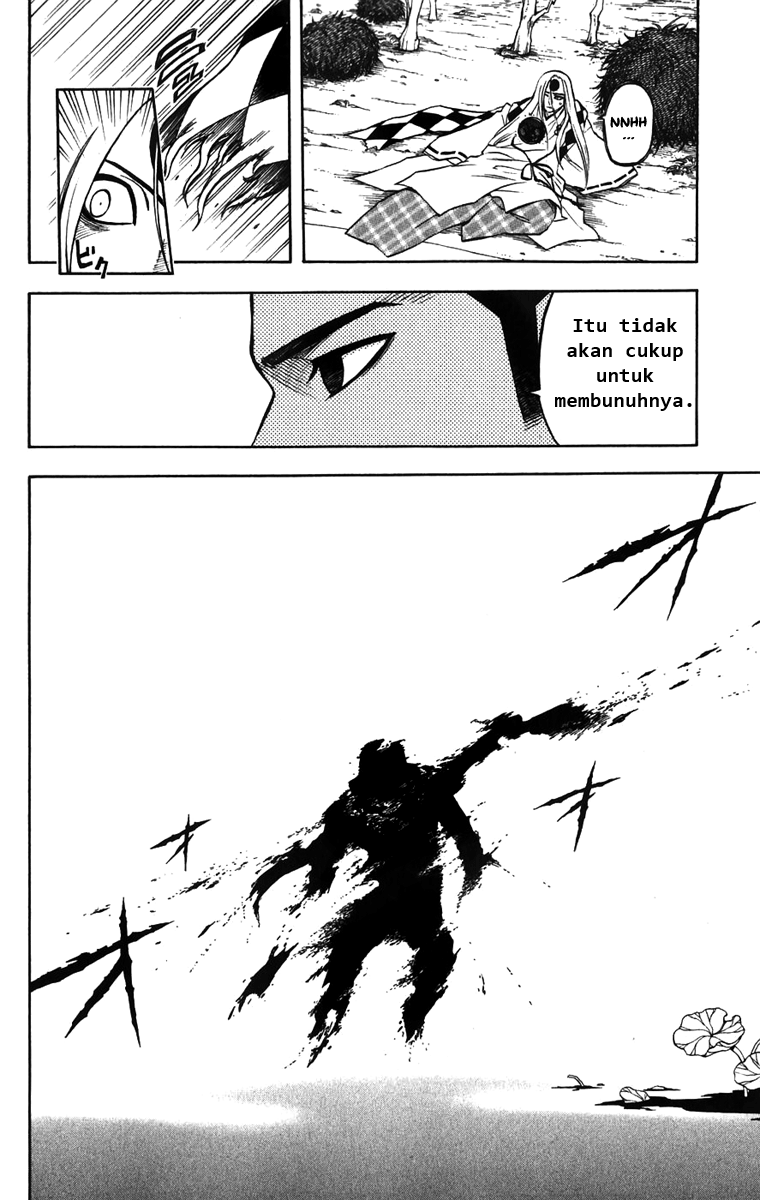 NNHH
...
ビク
Itu tidak
akan cukup
untuk
membunuhnya.